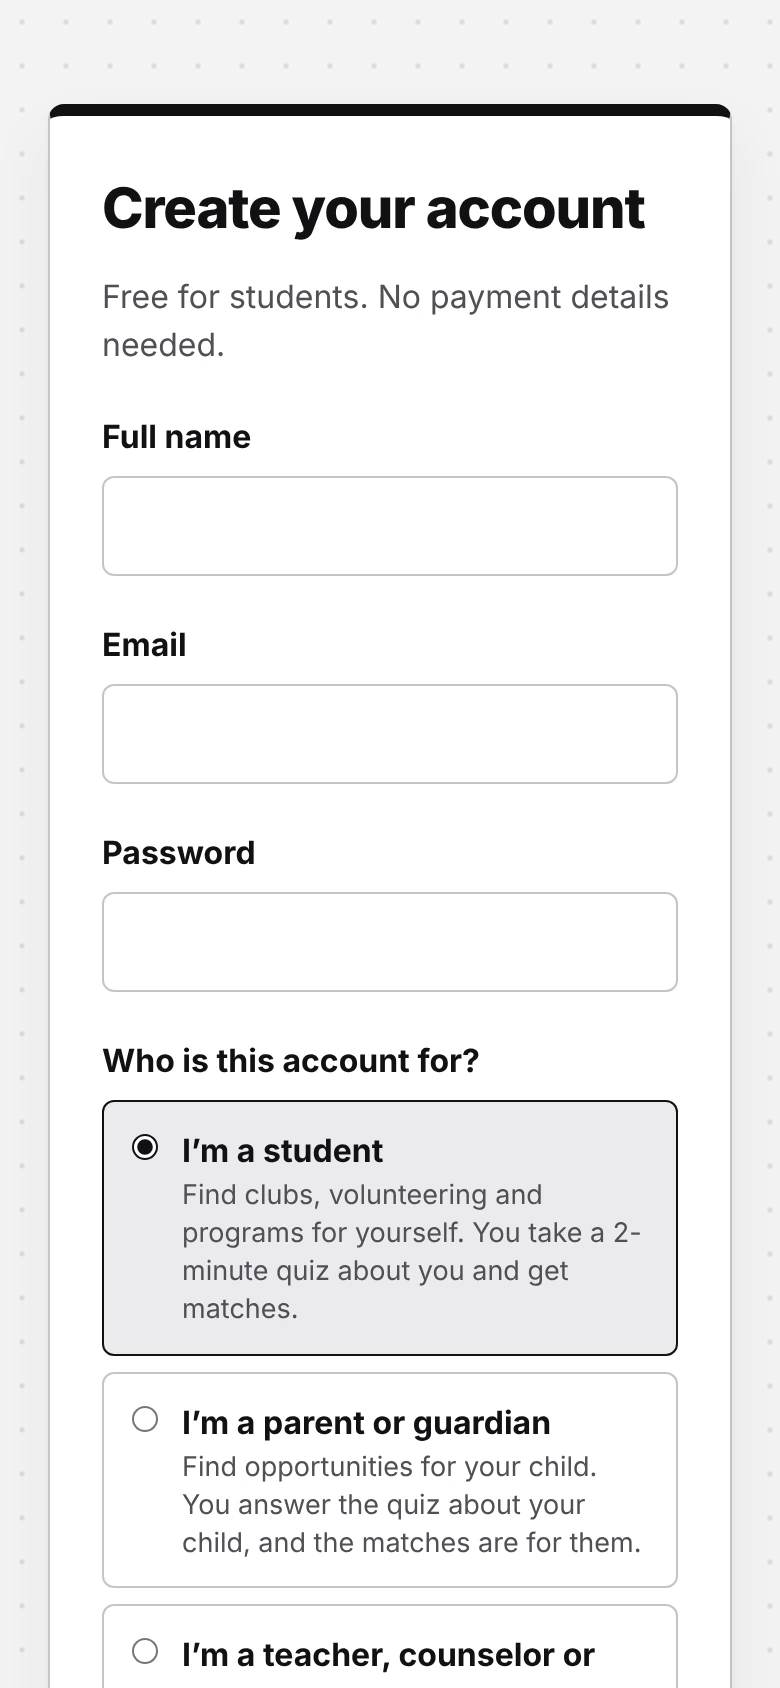 Create your account
Free for students. No payment details
needed.
Full name
Email
Password
Who is this account for?
I’m a student
Find clubs, volunteering and
programs for yourself. You take a 2-
minute quiz about you and get
matches.
I’m a parent or guardian
Find opportunities for your child.
You answer the quiz about your
child, and the matches are for them.
I’m a teacher, counselor or